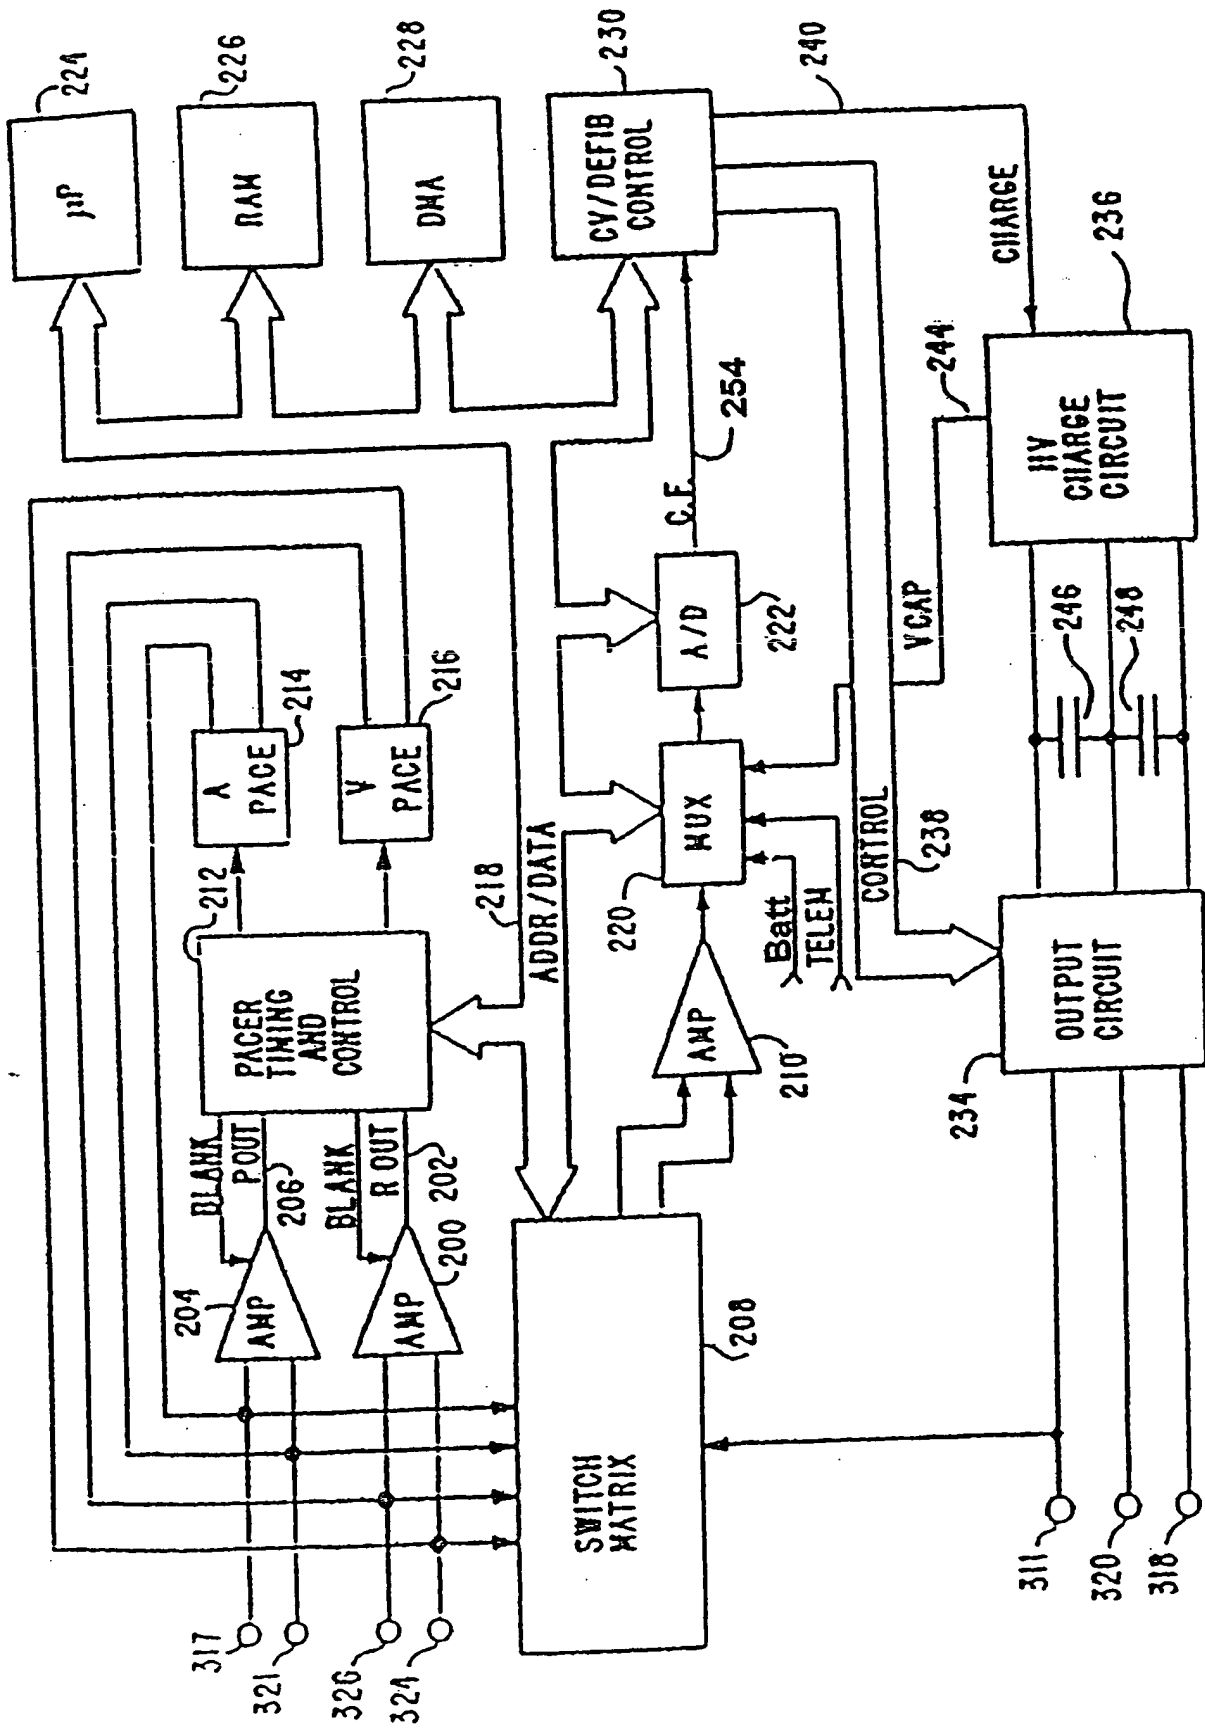 224
µP
226
RAM
228
DMA
230
CV/DEFIB
CONTROL
240
CHARGE
236
HV
CHARGE
CIRCUIT
244
VCAP
246
248
254
C.F.
A/D
222
214
A
PACE
216
V
PACE
212
PACER
TIMING
AND
CONTROL
218
ADDR/DATA
220
MUX
Batt
TELEM
CONTROL
238
BLANK
P OUT
206
BLANK
R OUT
202
204
AMP
200
AMP
AMP
210
OUTPUT
CIRCUIT
234
208
SWITCH
MATRIX
317
321
326
324
311
320
318